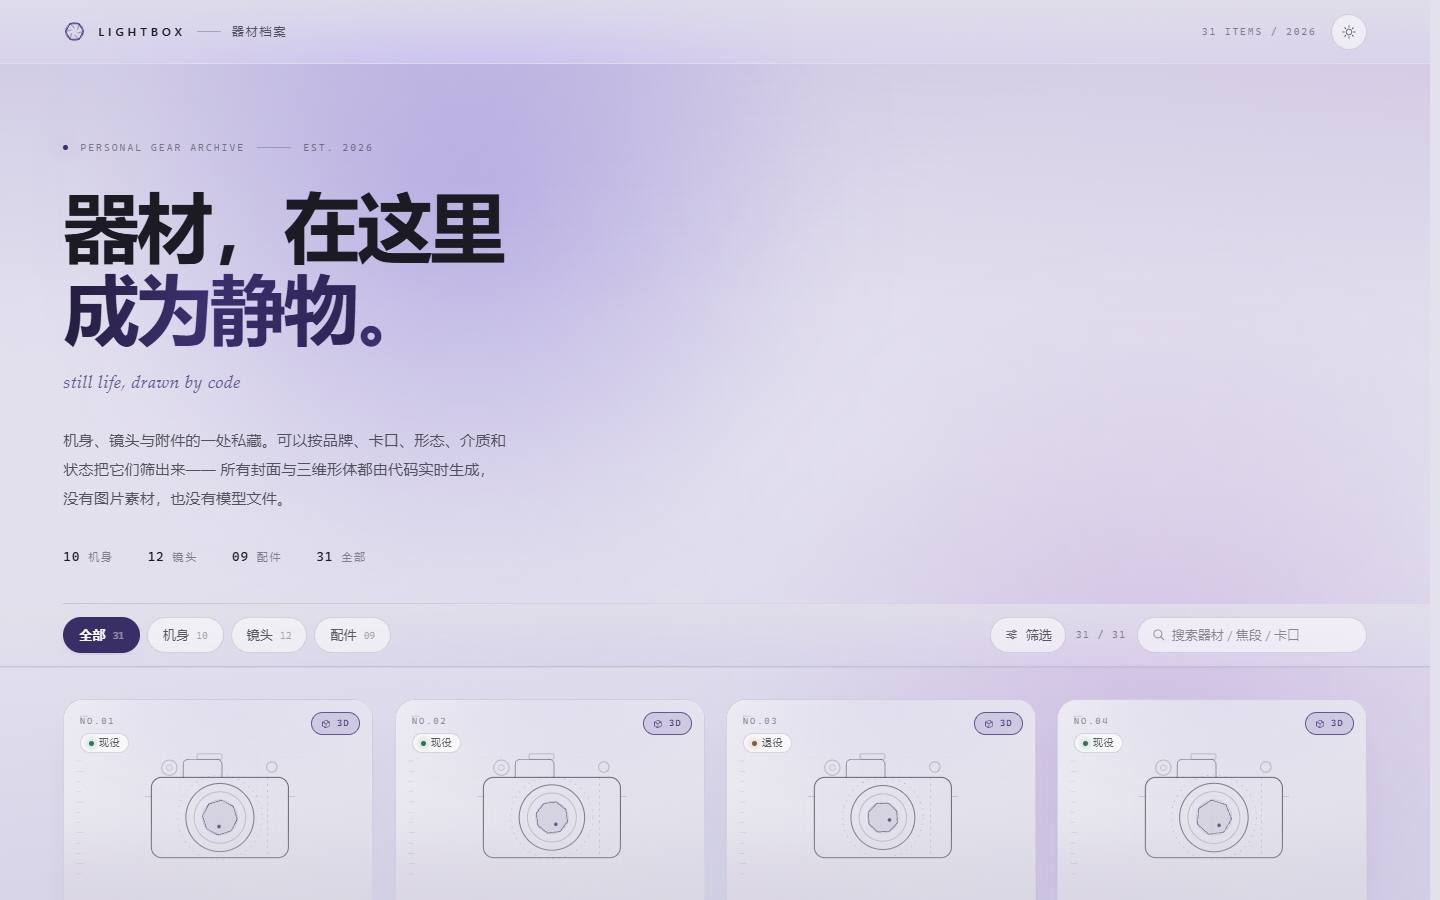 LIGHTBOX —— 器材档案
31 ITEMS / 2026
PERSONAL GEAR ARCHIVE —— EST. 2026
器材，在这里
成为静物。
still life, drawn by code
机身、镜头与附件的一处私藏。可以按品牌、卡口、形态、介质和
状态把它们筛出来—— 所有封面与三维形体都由代码实时生成，
没有图片素材，也没有模型文件。
10 机身 12 镜头 09 配件 31 全部
全部 31 机身 10 镜头 12 配件 09
筛选 31 / 31 搜索器材 / 焦段 / 卡口
NO.01 3D
现役
NO.02 3D
现役
NO.03 3D
退役
NO.04 3D
现役